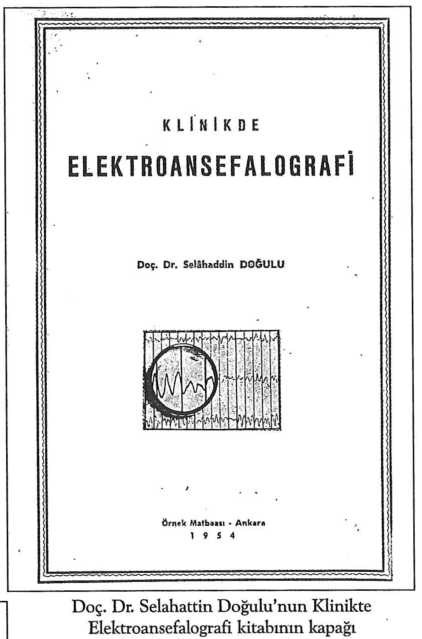 KLİNİKDE
ELEKTROANSEFALOGRAFİ
Doç. Dr. Selâhaddin DOĞULU
Örnek Matbaası - Ankara
1954
Doç. Dr. Selahattin Doğulu'nun Klinikte
Elektroansefalografi kitabının kapağı